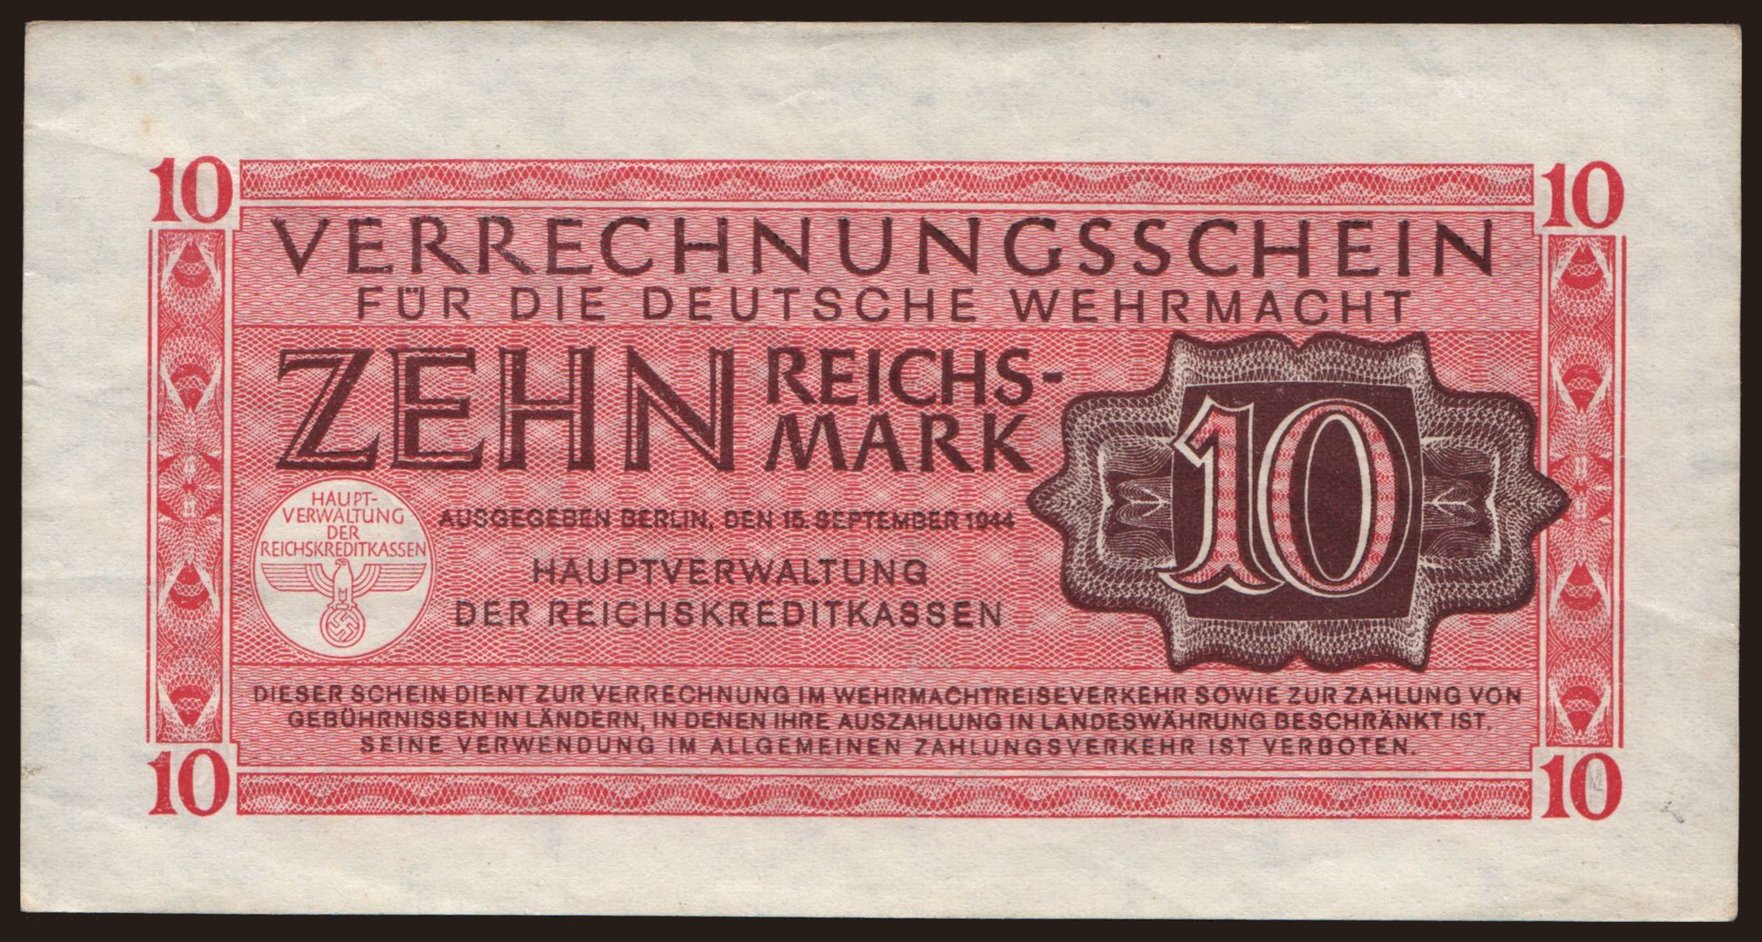 10 10
VERRECHNUNGSSCHEIN
FÜR DIE DEUTSCHE WEHRMACHT
ZEHN REICHS-
MARK
10
HAUPT-
VERWALTUNG
DER
REICHSKREDITKASSEN
AUSGEGEBEN BERLIN, DEN 15. SEPTEMBER 1944
HAUPTVERWALTUNG
DER REICHSKREDITKASSEN
DIESER SCHEIN DIENT ZUR VERRECHNUNG IM WEHRMACHTREISEVERKEHR SOWIE ZUR ZAHLUNG VON
GEBÜHRNISSEN IN LÄNDERN, IN DENEN IHRE AUSZAHLUNG IN LANDESWÄHRUNG BESCHRÄNKT IST.
SEINE VERWENDUNG IM ALLGEMEINEN ZAHLUNGSVERKEHR IST VERBOTEN.
10 10